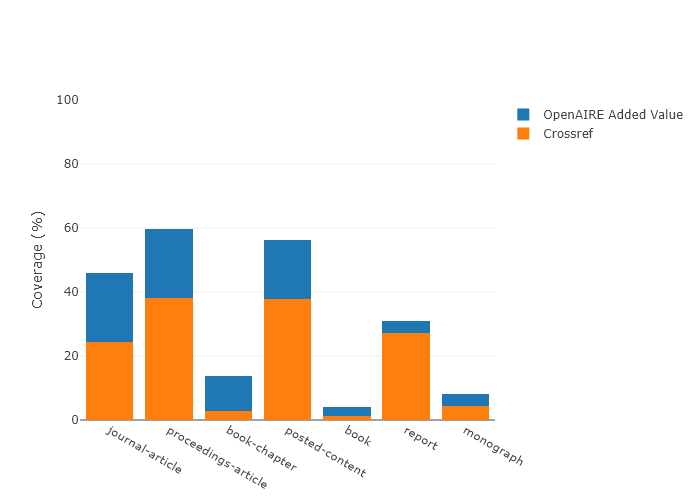 100
80
60
40
20
0
Coverage (%)
journal-article
proceedings-article
book-chapter
posted-content
book
report
monograph
OpenAIRE Added Value
Crossref